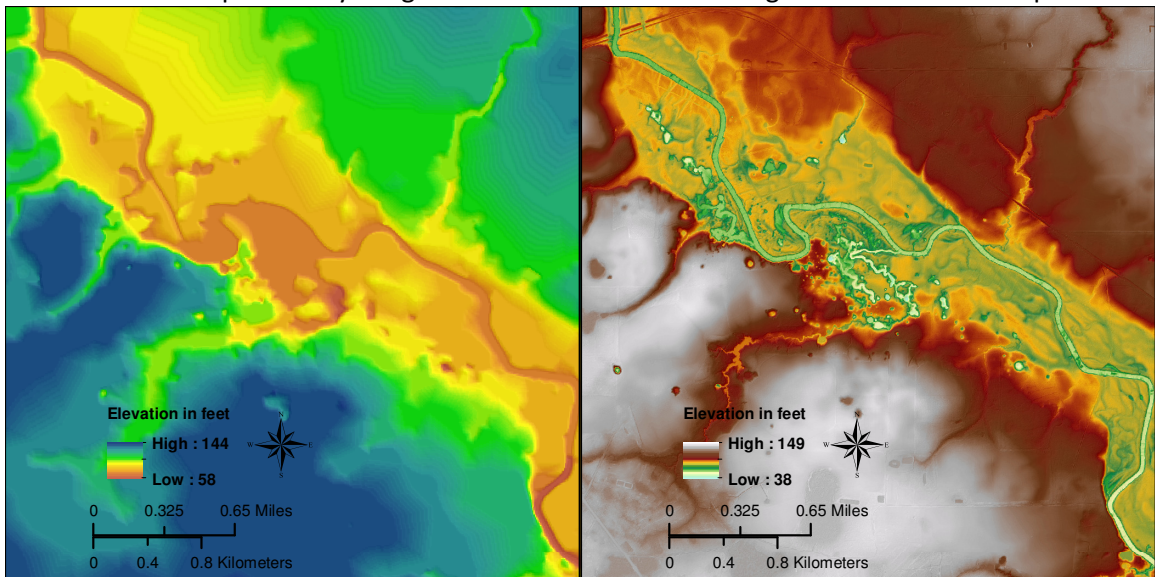 Elevation in feet
High : 144
Low : 58
N
W E
S
0 0.325 0.65 Miles
0 0.4 0.8 Kilometers
Elevation in feet
High : 149
Low : 38
N
W E
S
0 0.325 0.65 Miles
0 0.4 0.8 Kilometers